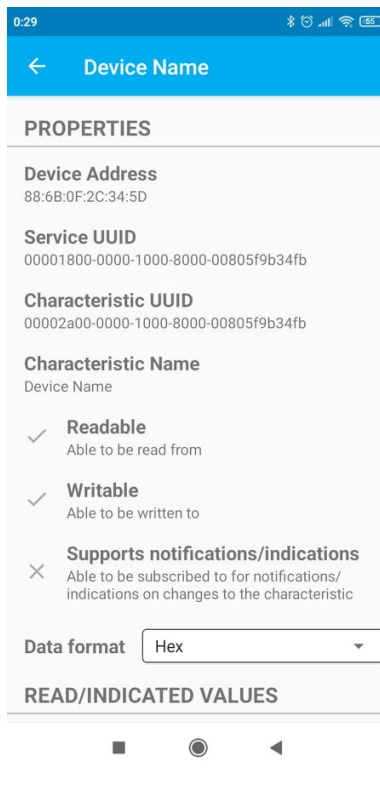 0:29
55
Device Name
PROPERTIES
Device Address
88:6B:0F:2C:34:5D
Service UUID
00001800-0000-1000-8000-00805f9b34fb
Characteristic UUID
00002a00-0000-1000-8000-00805f9b34fb
Characteristic Name
Device Name
Readable
Able to be read from
Writable
Able to be written to
Supports notifications/indications
Able to be subscribed to for notifications/
indications on changes to the characteristic
Data format
Hex
READ/INDICATED VALUES